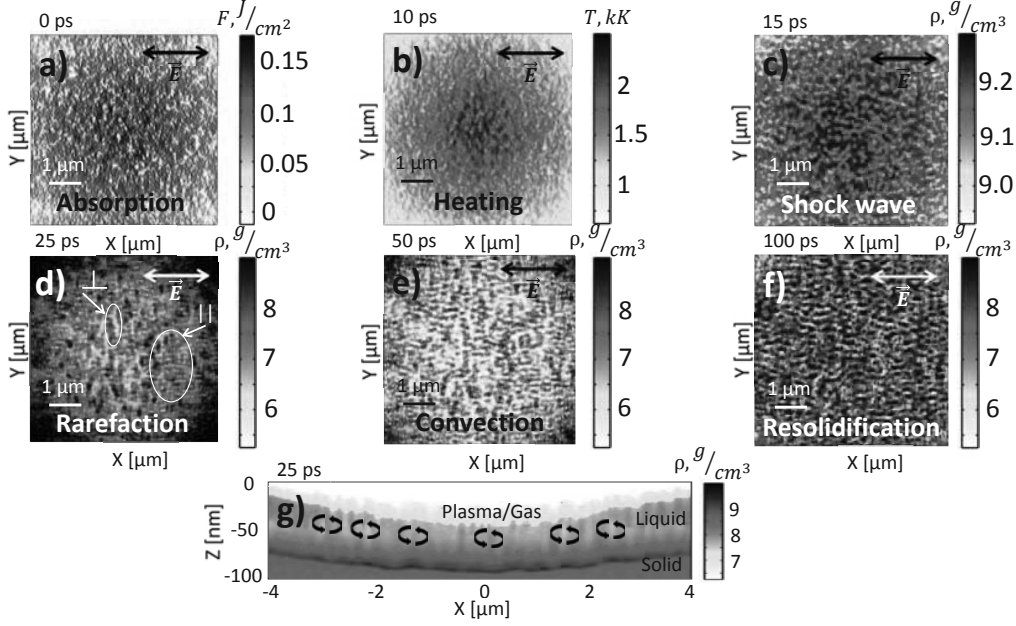 0 ps
F, J/cm²
a)
E
0.15
0.1
0.05
0
Y [μm]
1 μm
Absorption
X [μm]
10 ps
T, kK
b)
E
2
1.5
1
Y [μm]
1 μm
Heating
X [μm]
15 ps
ρ, g/cm³
c)
E
9.2
9.1
9.0
Y [μm]
1 μm
Shock wave
X [μm]
25 ps
ρ, g/cm³
d)
⊥
E
||
8
7
6
Y [μm]
1 μm
Rarefaction
X [μm]
50 ps
ρ, g/cm³
e)
E
8
7
6
Y [μm]
1 μm
Convection
X [μm]
100 ps
ρ, g/cm³
f)
E
8
7
6
Y [μm]
1 μm
Resolidification
X [μm]
25 ps
ρ, g/cm³
g)
Plasma/Gas
Liquid
Solid
Z [nm]
0
-50
-100
-4
-2
0
2
4
X [μm]
9
8
7